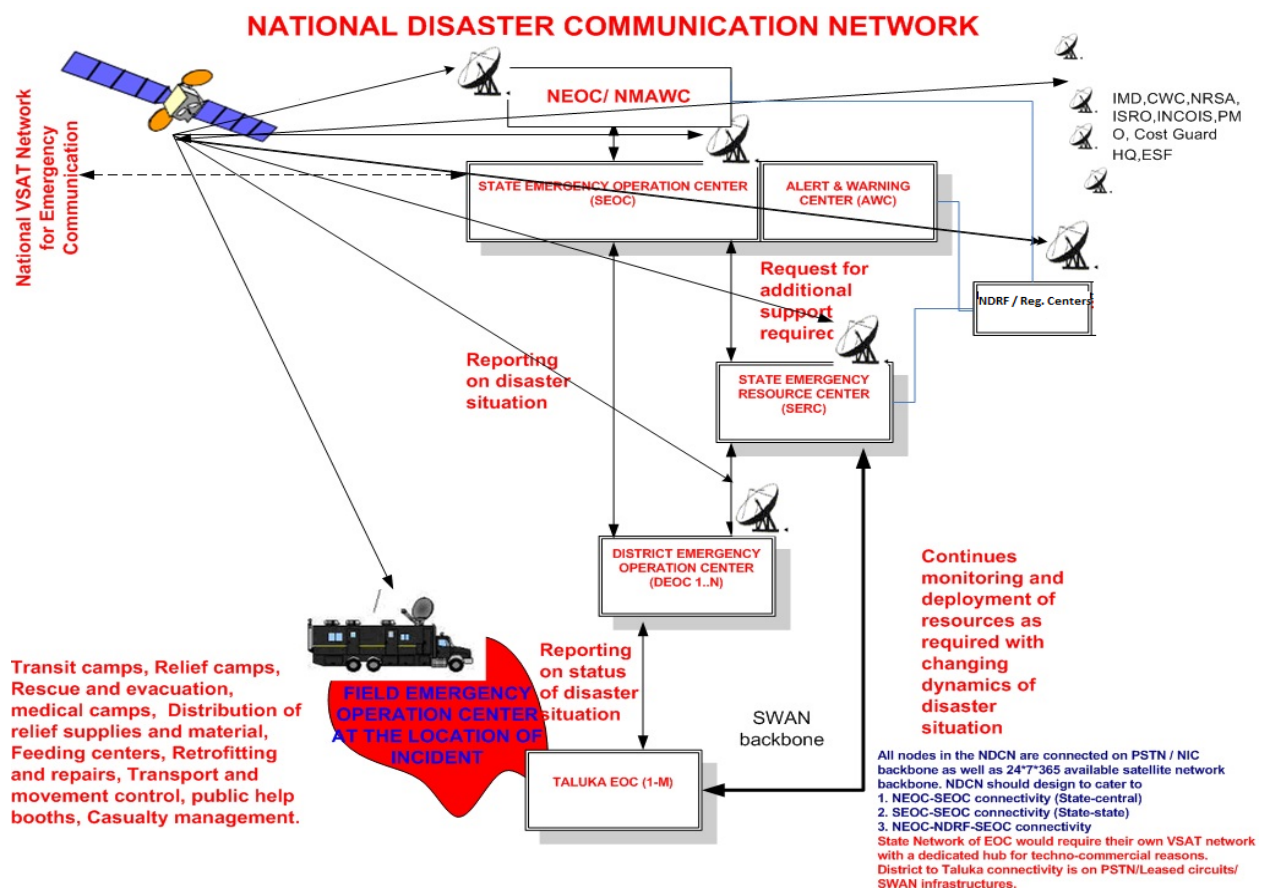 NATIONAL DISASTER COMMUNICATION NETWORK
NEOC/ NMAWC
IMD,CWC,NRSA,
ISRO,INCOIS,PM
O, Cost Guard
HQ,ESF
National VSAT Network
for Emergency
Communication
STATE EMERGENCY OPERATION CENTER
(SEOC)
ALERT & WARNING
CENTER (AWC)
Request for
additional
support
required
NDRF / Reg. Centers
Reporting
on disaster
situation
STATE EMERGENCY
RESOURCE CENTER
(SERC)
DISTRICT EMERGENCY
OPERATION CENTER
(DEOC 1..N)
Continues
monitoring and
deployment of
resources as
required with
changing
dynamics of
disaster
situation
Reporting
on status
of disaster
situation
Transit camps, Relief camps,
Rescue and evacuation,
medical camps, Distribution of
relief supplies and material,
Feeding centers, Retrofitting
and repairs, Transport and
movement control, public help
booths, Casualty management.
FIELD EMERGENCY
OPERATION CENTER
AT THE LOCATION OF
INCIDENT
SWAN
backbone
TALUKA EOC (1-M)
All nodes in the NDCN are connected on PSTN / NIC
backbone as well as 24*7*365 available satellite network
backbone. NDCN should design to cater to
1. NEOC-SEOC connectivity (State-central)
2. SEOC-SEOC connectivity (State-state)
3. NEOC-NDRF-SEOC connectivity
State Network of EOC would require their own VSAT network
with a dedicated hub for techno-commercial reasons.
District to Taluka connectivity is on PSTN/Leased circuits/
SWAN infrastructures.